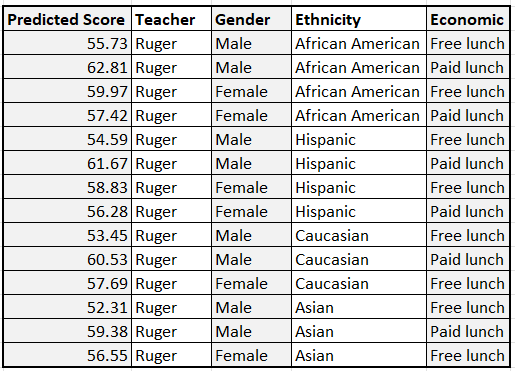 Predicted Score Teacher Gender Ethnicity Economic
55.73 Ruger Male African American Free lunch
62.81 Ruger Male African American Paid lunch
59.97 Ruger Female African American Free lunch
57.42 Ruger Female African American Paid lunch
54.59 Ruger Male Hispanic Free lunch
61.67 Ruger Male Hispanic Paid lunch
58.83 Ruger Female Hispanic Free lunch
56.28 Ruger Female Hispanic Paid lunch
53.45 Ruger Male Caucasian Free lunch
60.53 Ruger Male Caucasian Paid lunch
57.69 Ruger Female Caucasian Free lunch
52.31 Ruger Male Asian Free lunch
59.38 Ruger Male Asian Paid lunch
56.55 Ruger Female Asian Free lunch